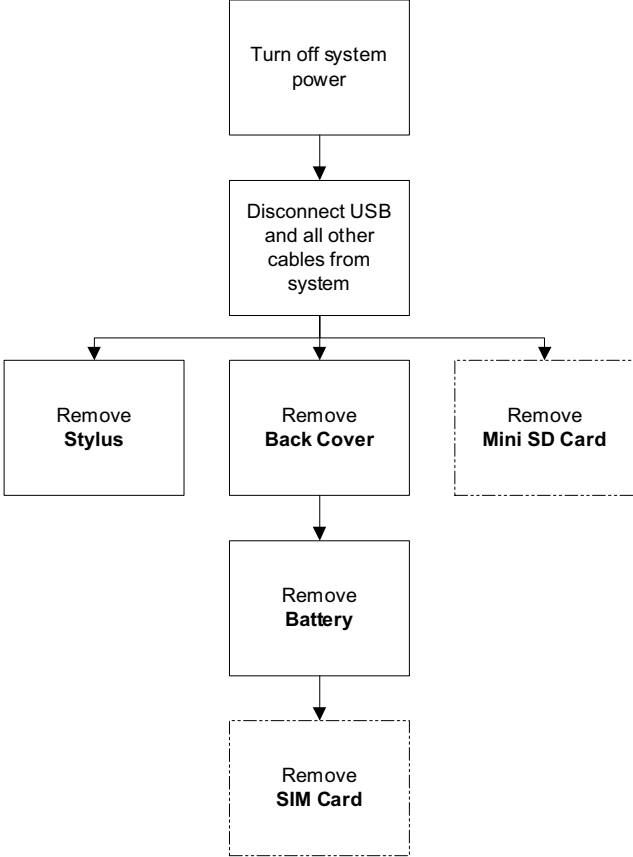 Turn off system
power
Disconnect USB
and all other
cables from
system
Remove
Stylus
Remove
Back Cover
Remove
Mini SD Card
Remove
Battery
Remove
SIM Card